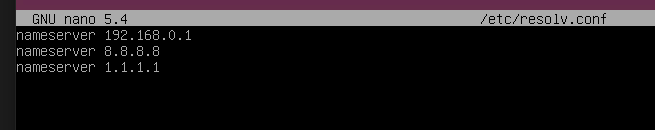 GNU nano 5.4 /etc/resolv.conf
nameserver 192.168.0.1
nameserver 8.8.8.8
nameserver 1.1.1.1